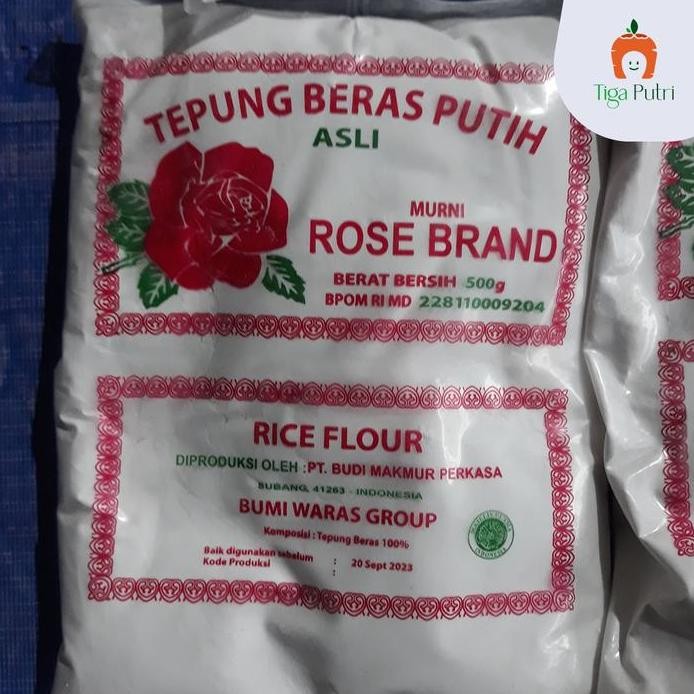 Tiga Putri
TEPUNG BERAS PUTIH
ASLI
MURNI
ROSE BRAND
BERAT BERSIH 500g
BPOM RI MD 228110009204
RICE FLOUR
DIPRODUKSI OLEH :PT. BUDI MAKMUR PERKASA
SUBANG, 41263 - INDONESIA
BUMI WARAS GROUP
Komposisi : Tepung Beras 100%
Baik digunakan sebelum : 20 Sept 2023
Kode Produksi :